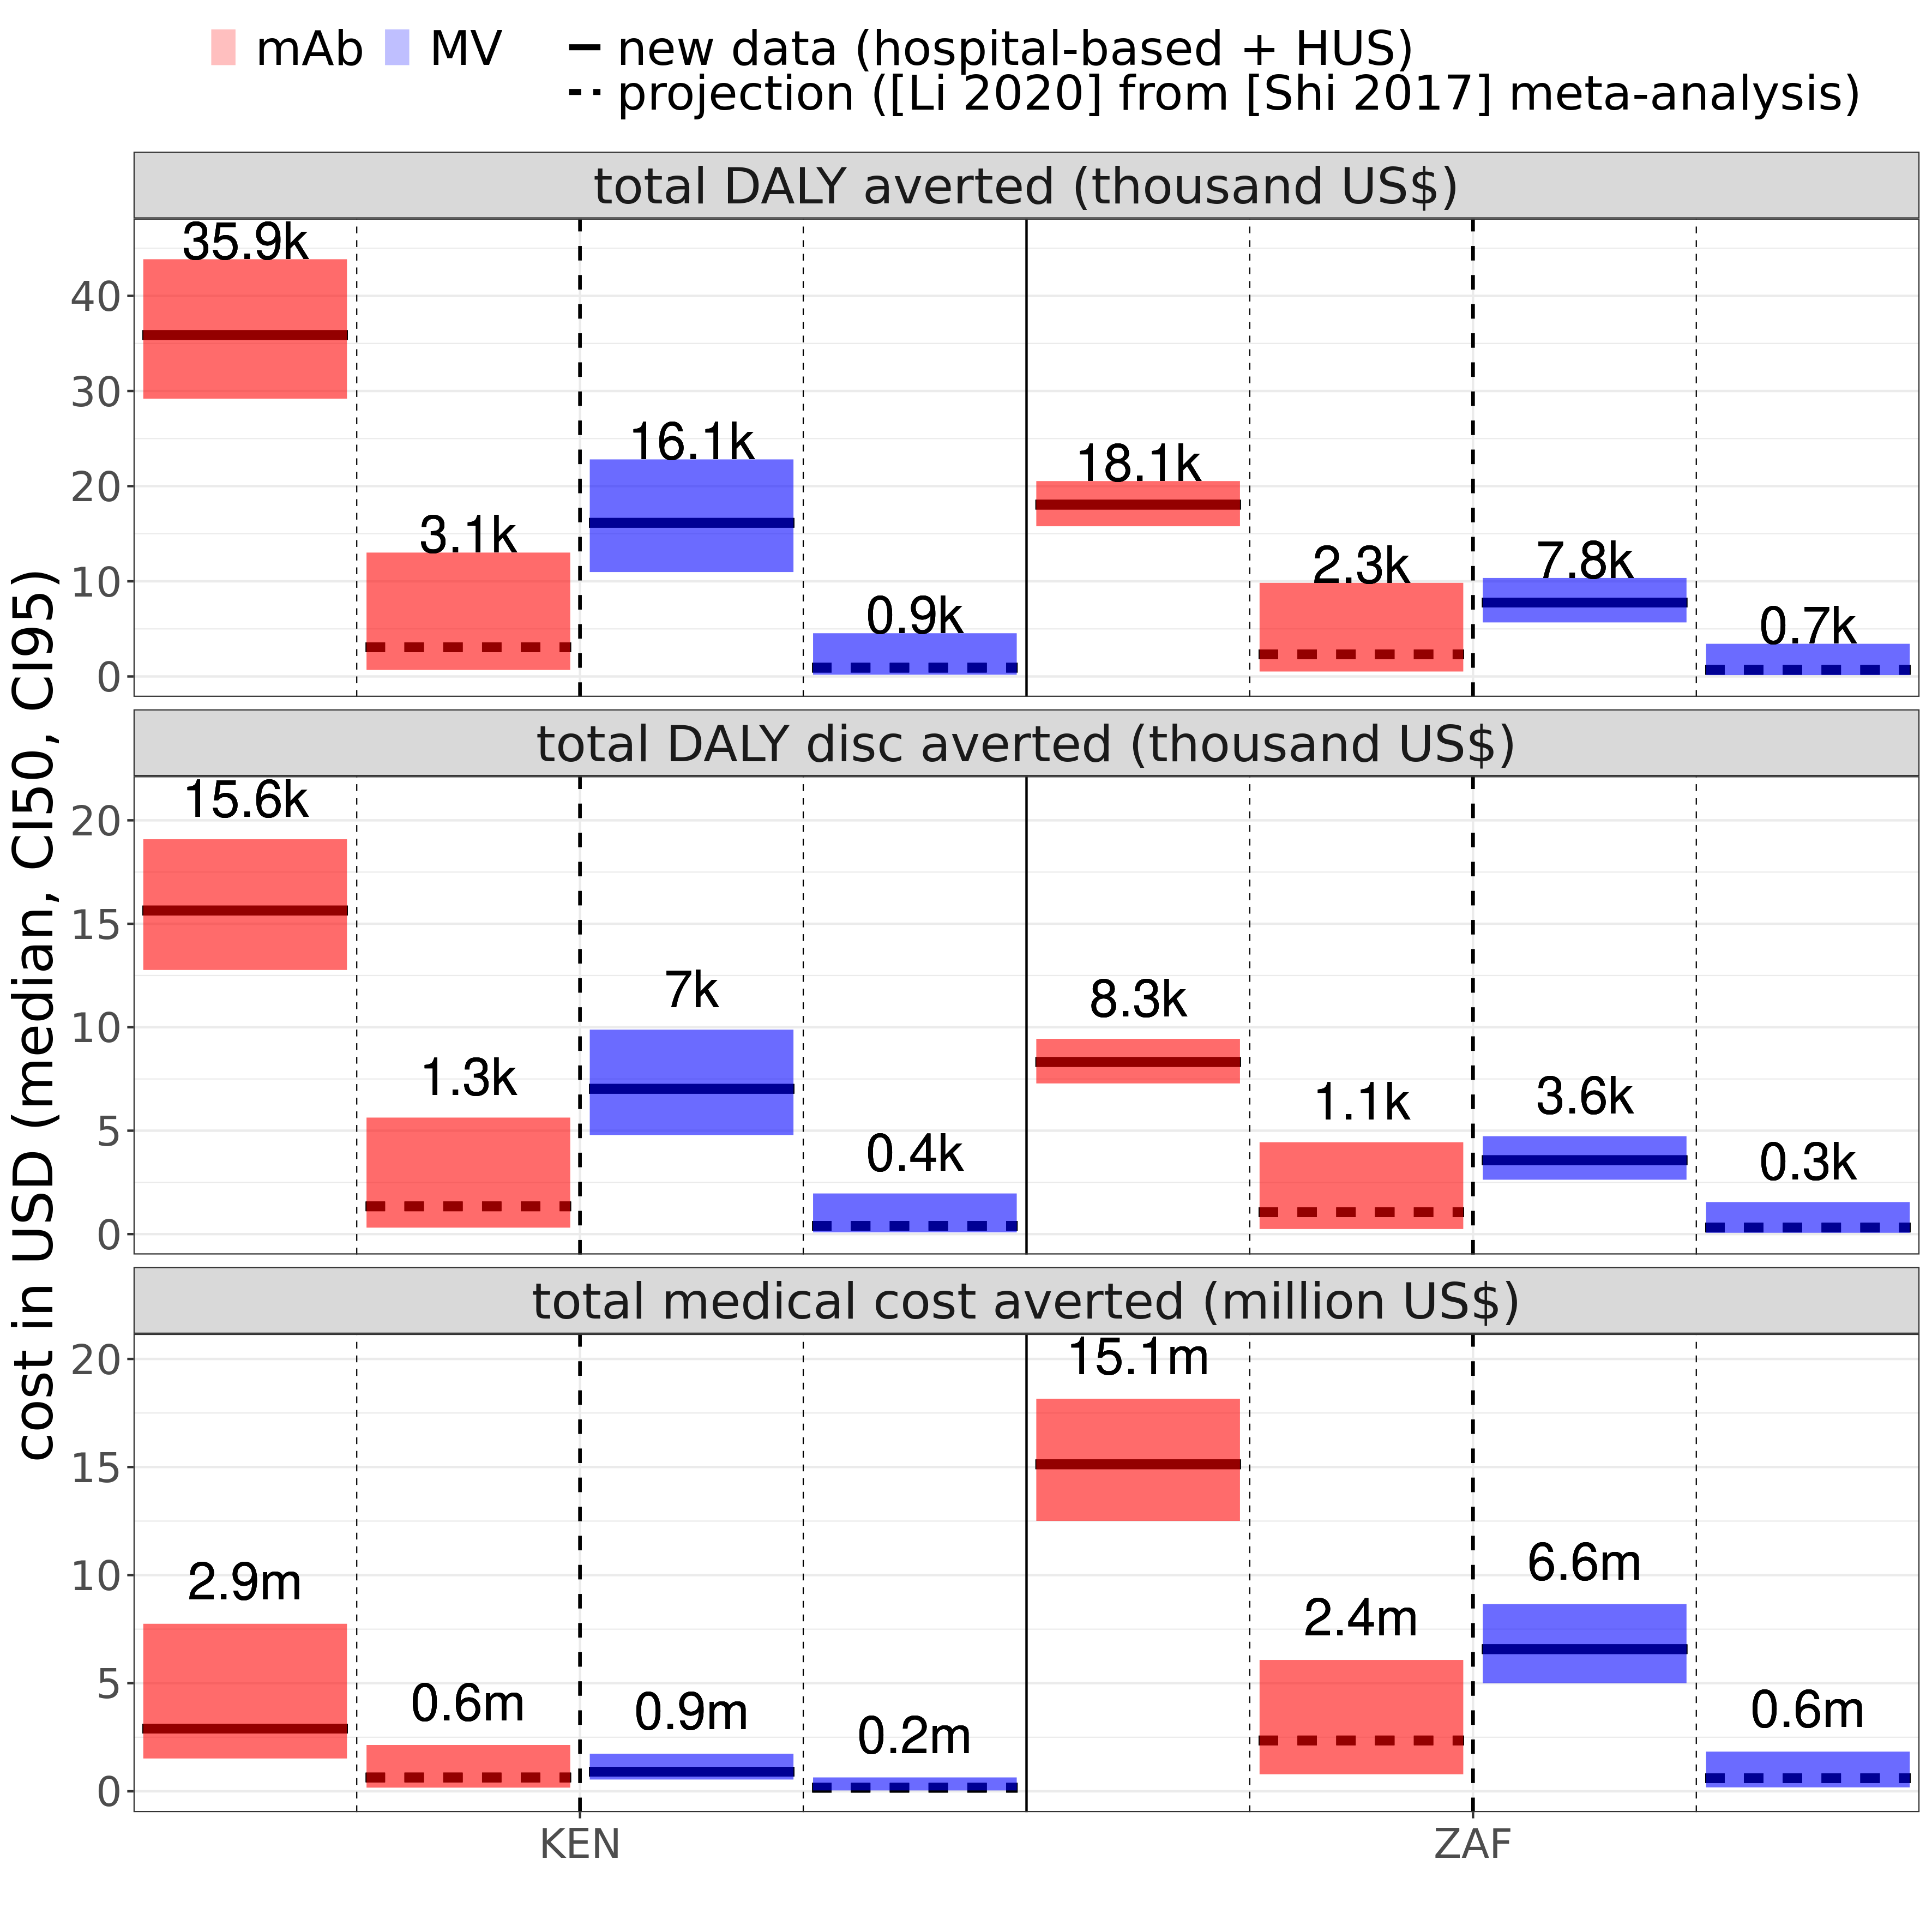 mAb MV new data (hospital-based + HUS)
projection ([Li 2020] from [Shi 2017] meta-analysis)
cost in USD (median, CI50, CI95)
total DALY averted (thousand US$)
35.9k
3.1k
16.1k
0.9k
18.1k
2.3k
7.8k
0.7k
40
30
20
10
0
total DALY disc averted (thousand US$)
15.6k
1.3k
7k
0.4k
8.3k
1.1k
3.6k
0.3k
20
15
10
5
0
total medical cost averted (million US$)
2.9m
0.6m
0.9m
0.2m
15.1m
2.4m
6.6m
0.6m
20
15
10
5
0
KEN ZAF